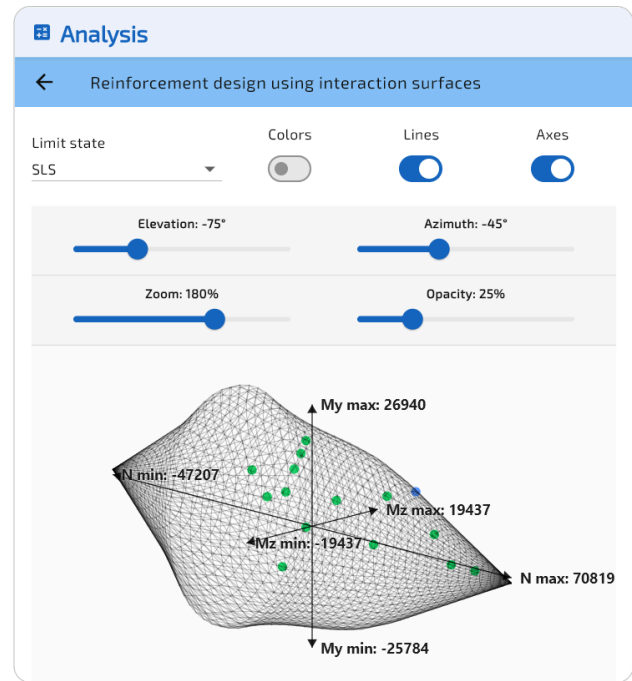 Analysis
Reinforcement design using interaction surfaces
Limit state
SLS
Colors
Lines
Axes
Elevation: -75°
Azimuth: -45°
Zoom: 180%
Opacity: 25%
My max: 26940
N min: -47207
Mz max: 19437
Mz min: -19437
N max: 70819
My min: -25784